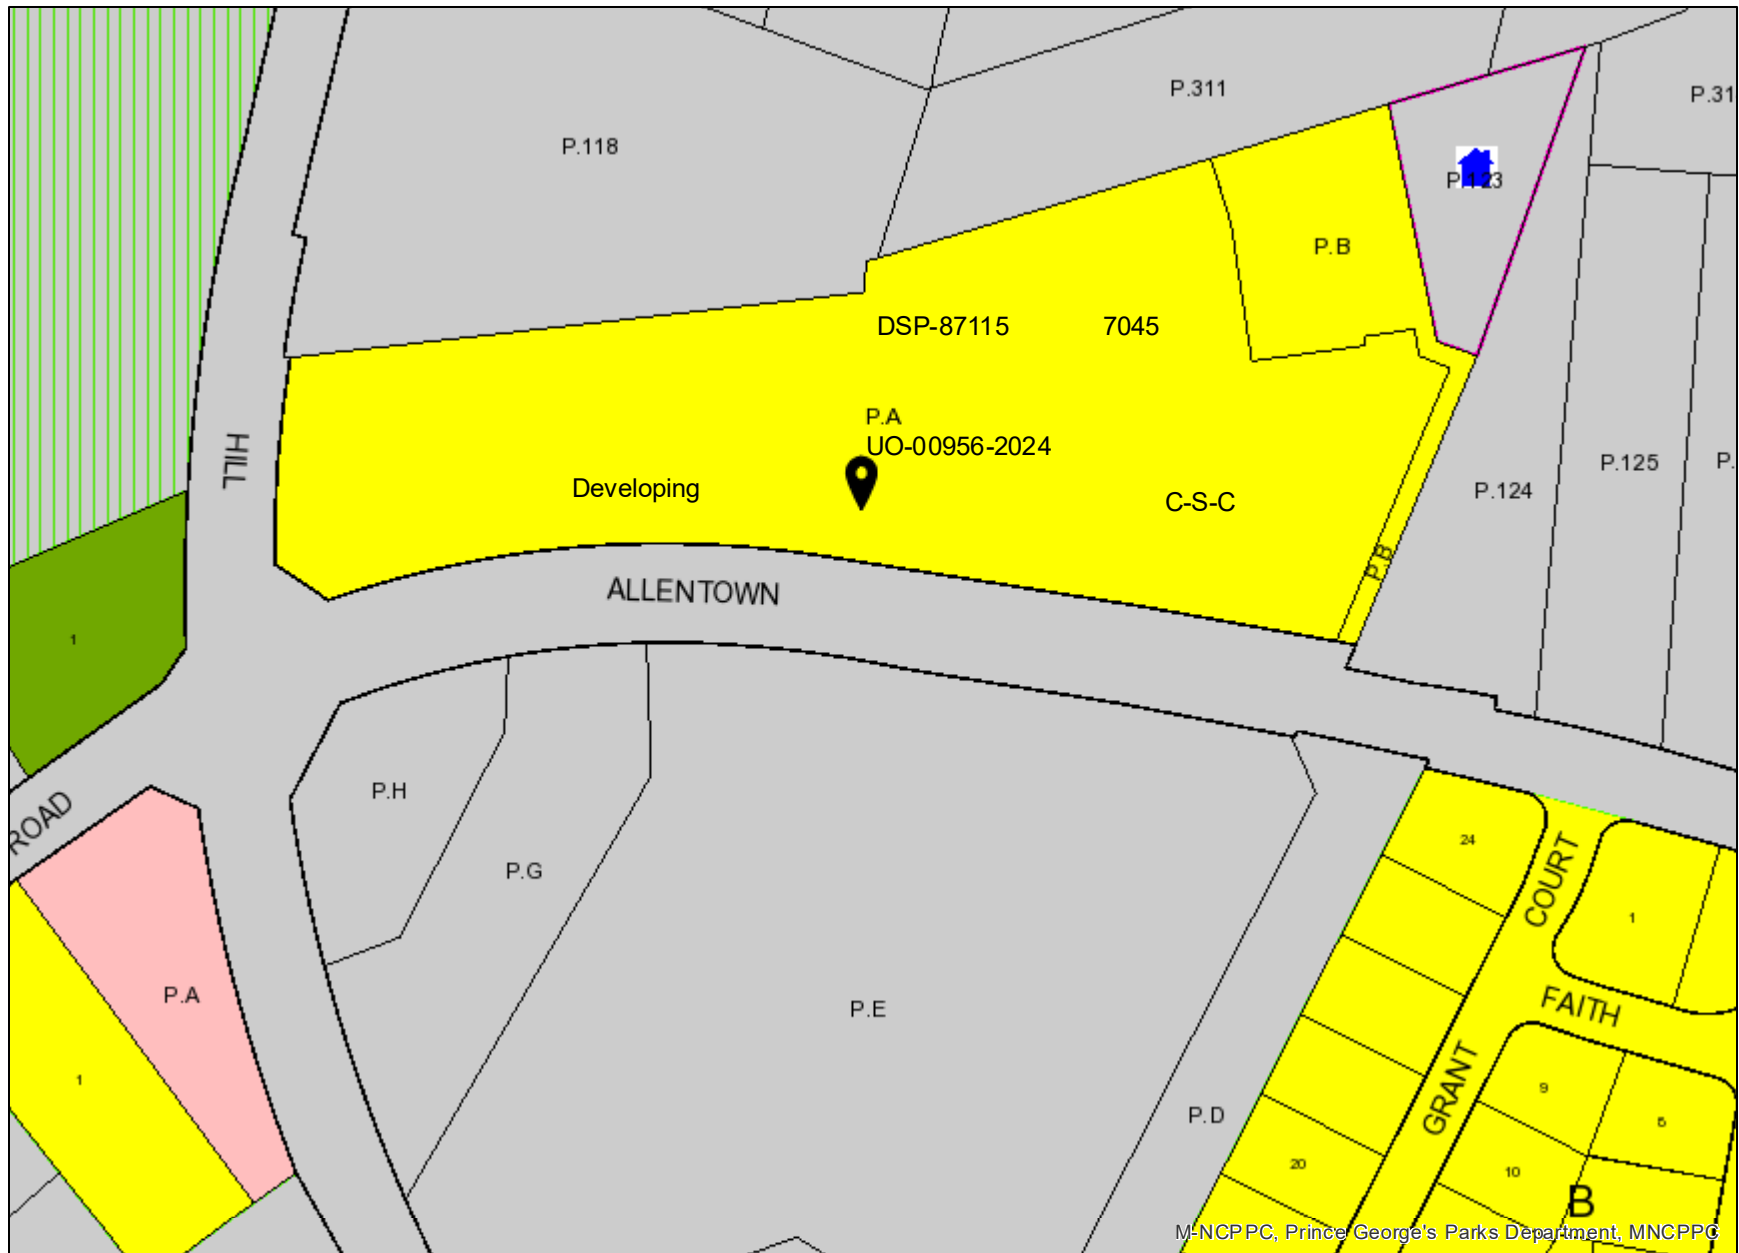 P.311
P.31
P.118
P.123
P.B
DSP-87115
7045
P.A
UO-00956-2024
HILL
Developing
C-S-C
P.124
P.125
P.
P.B
ALLENTOWN
1
ROAD
P.H
P.G
24
COURT
1
P.A
P.E
FAITH
1
P.D
GRANT
9
20
10
B
M-NCPPC, Prince George's Parks Department, MNCPPC